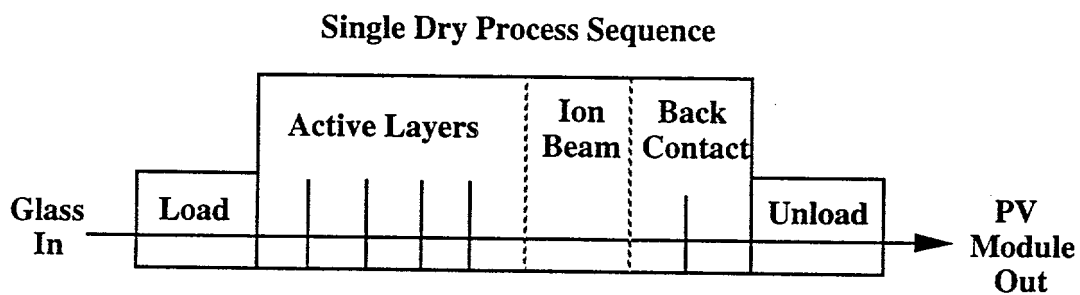 Single Dry Process Sequence
Active Layers
Ion
Beam
Back
Contact
Glass
In
Load
Unload
PV
Module
Out